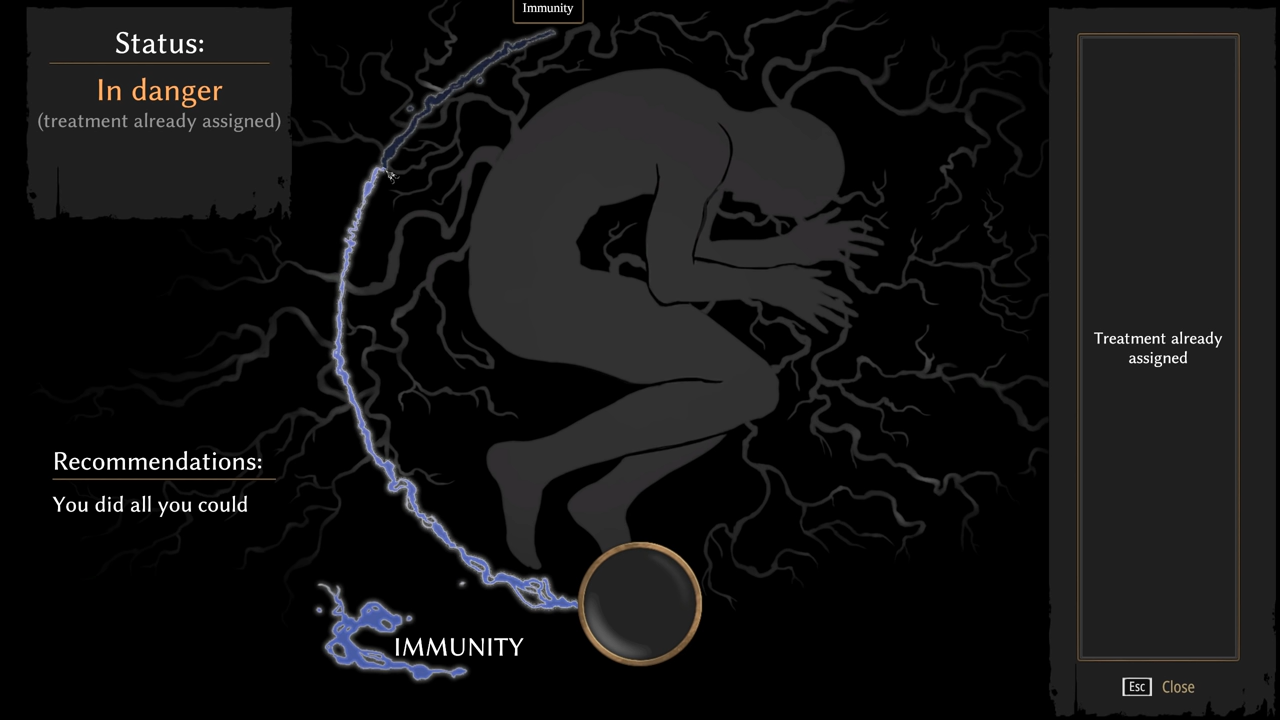 Immunity
Status:
In danger
(treatment already assigned)
Treatment already
assigned
Recommendations:
You did all you could
IMMUNITY
Esc Close